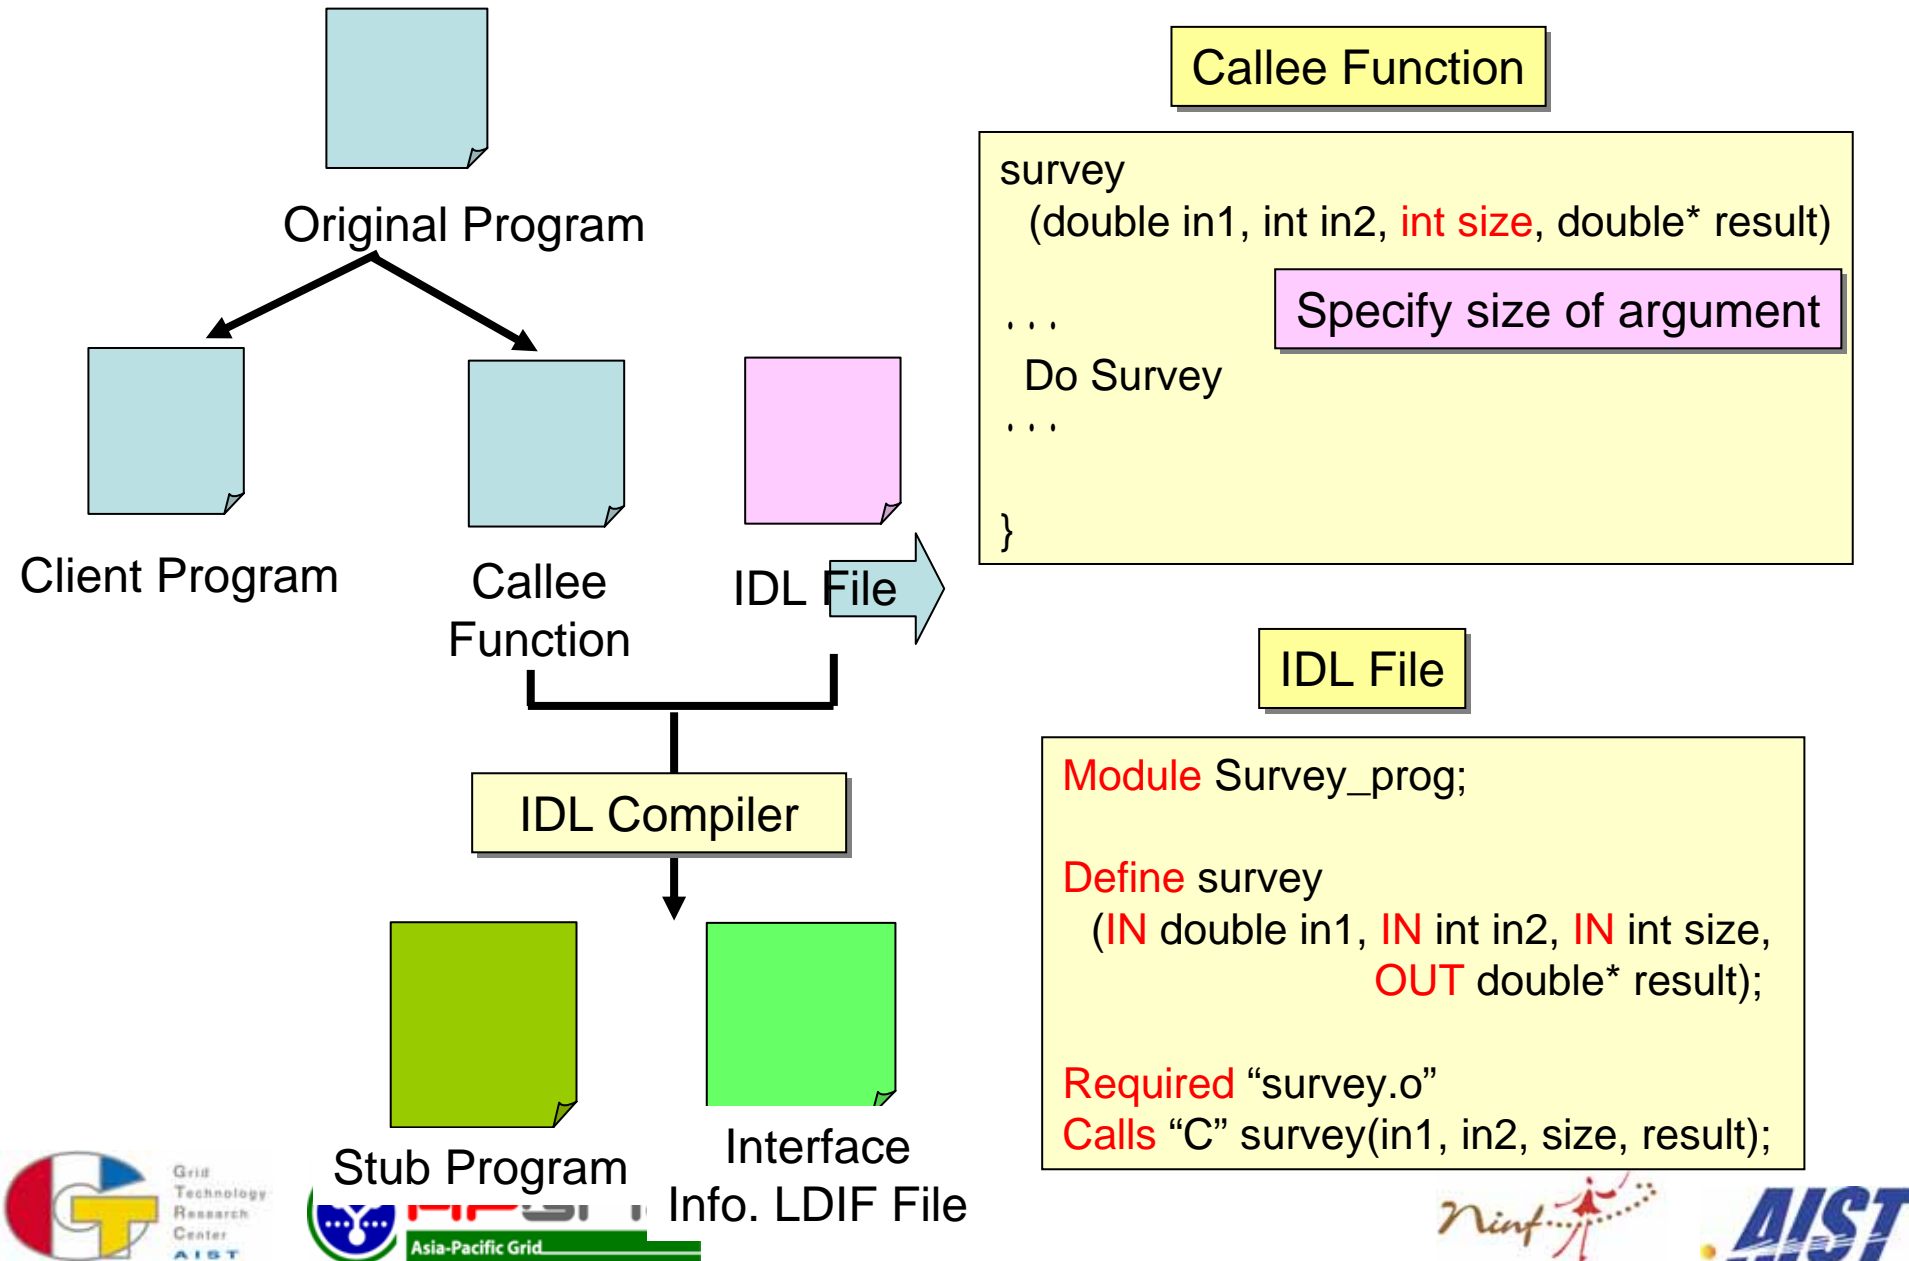 Original Program
Client Program
Callee
Function
IDL File
IDL Compiler
Stub Program
Interface
Info. LDIF File
Callee Function
survey
(double in1, int in2, int size, double* result)
Specify size of argument
...
Do Survey
...
}
IDL File
Module Survey_prog;
Define survey
(IN double in1, IN int in2, IN int size,
OUT double* result);
Required “survey.o”
Calls “C” survey(in1, in2, size, result);
Grid
Technology
Research
Center
AIST
Asia-Pacific Grid
ninf
AIST